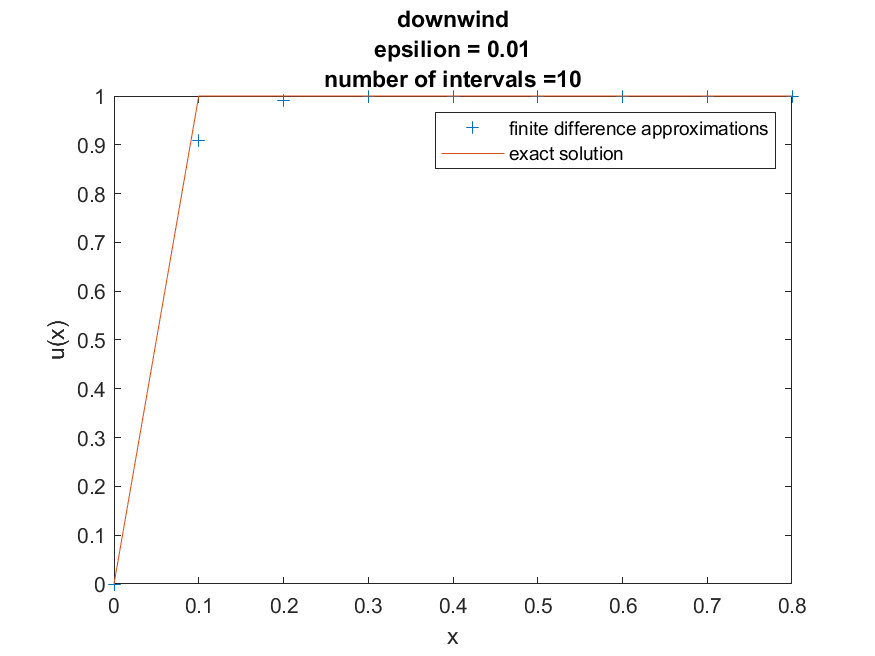 downwind
epsilion = 0.01
number of intervals =10
1
0.9
0.8
0.7
0.6
0.5
0.4
0.3
0.2
0.1
0
u(x)
finite difference approximations
exact solution
0 0.1 0.2 0.3 0.4 0.5 0.6 0.7 0.8
x